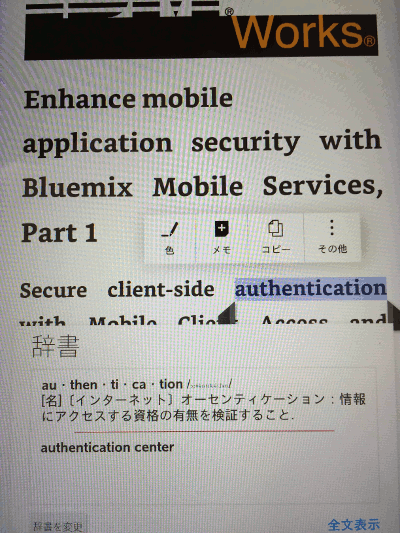 Works®
Enhance mobile
application security with
Bluemix Mobile Services,
Part 1
色 メモ コピー その他
Secure client-side authentication
with Mobile Client Access and
辞書
au・then・ti・ca・tion
[名]〔インターネット〕オーセンティケーション：情報
にアクセスする資格の有無を検証すること.
authentication center
辞書を変更 全文表示